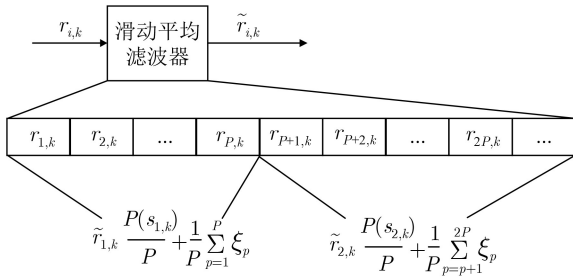 r_{i,k} 滑动平均 \tilde{r}_{i,k}
滤波器
r_{1,k} r_{2,k} ... r_{P,k} r_{P+1,k} r_{P+2,k} ... r_{2P,k} ...
\tilde{r}_{1,k} \frac{P(s_{1,k})}{P} + \frac{1}{P} \sum_{p=1}^{P} \xi_p \tilde{r}_{2,k} \frac{P(s_{2,k})}{P} + \frac{1}{P} \sum_{p=p+1}^{2P} \xi_p